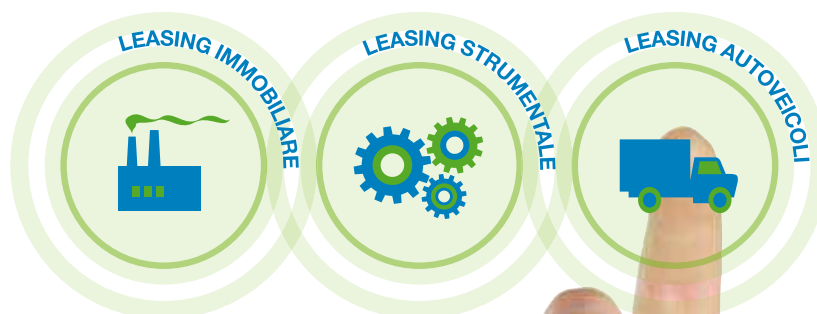 LEASING IMMOBILIARE
LEASING STRUMENTALE
LEASING AUTOVEICOLI